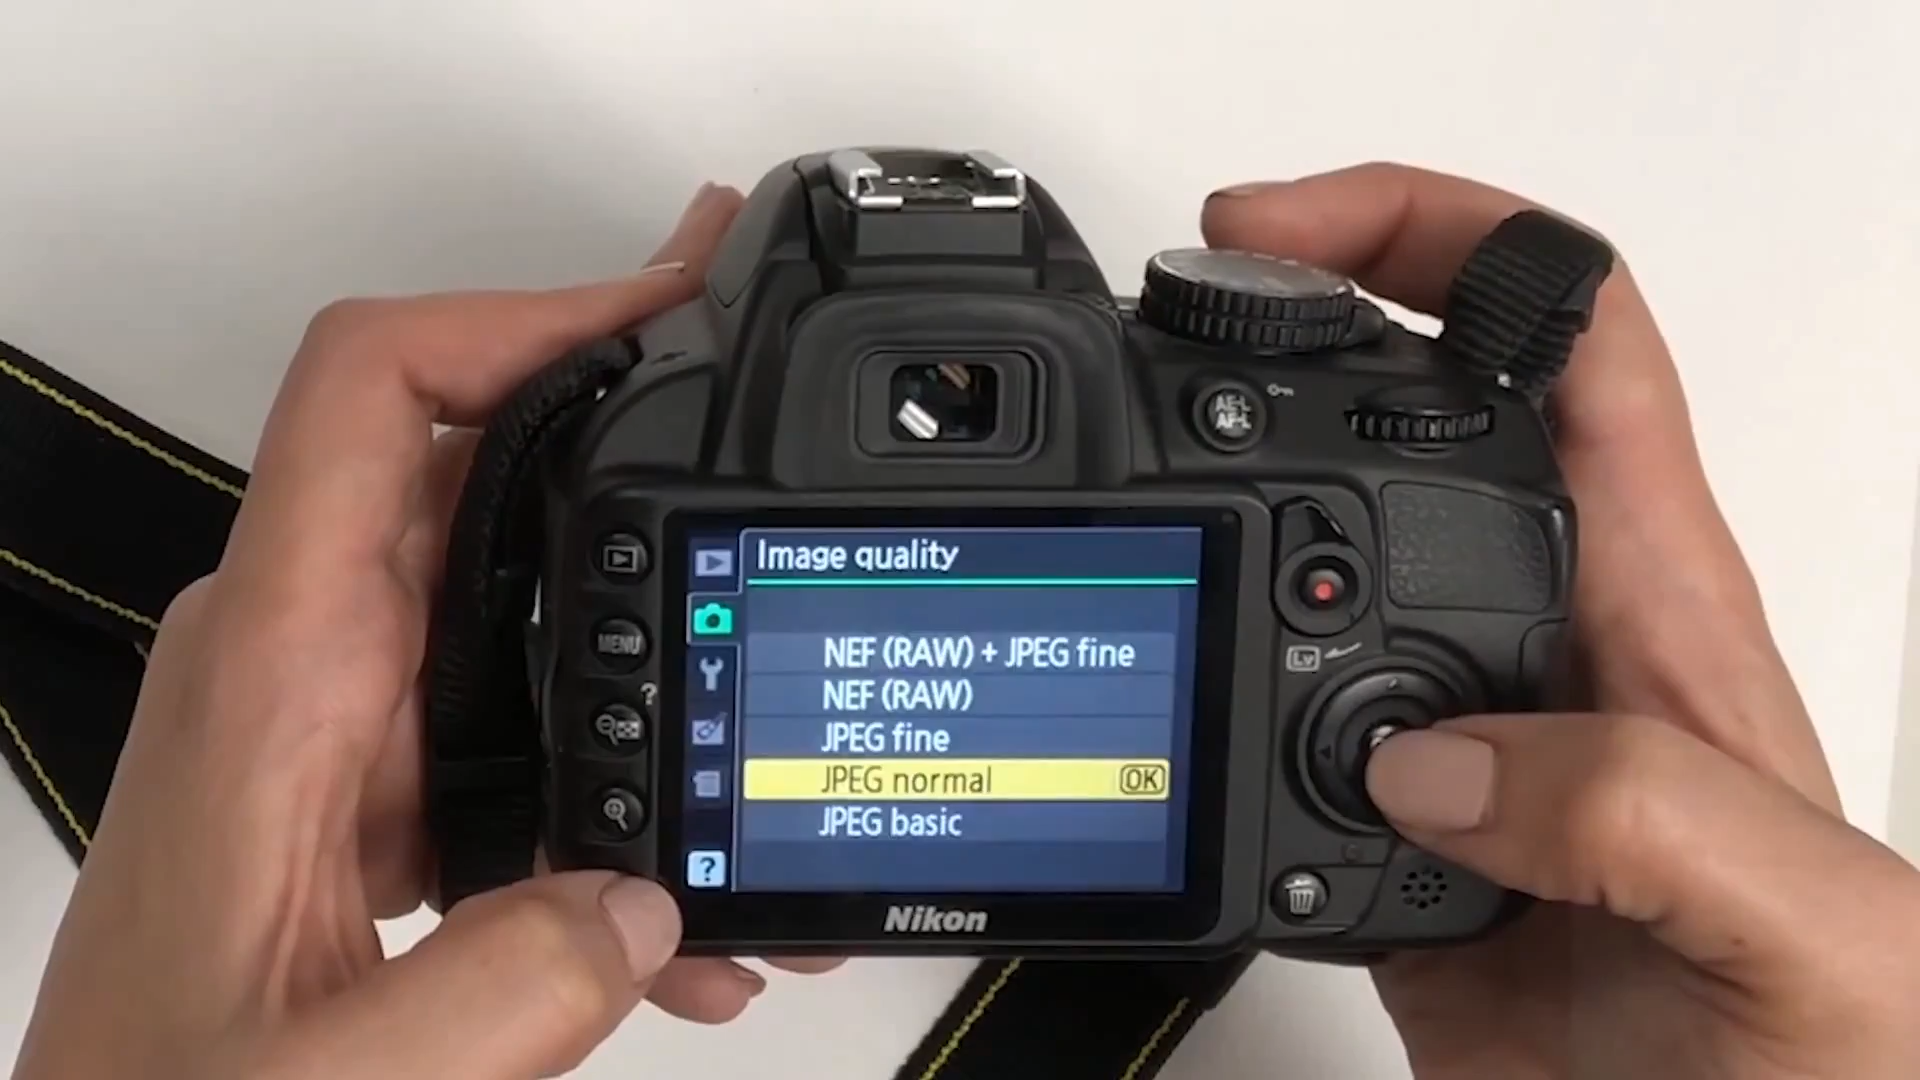 AE-L
AF-L
Image quality
NEF (RAW) + JPEG fine
NEF (RAW)
JPEG fine
JPEG normal OK
JPEG basic
MENU
?
?
Lv
Nikon